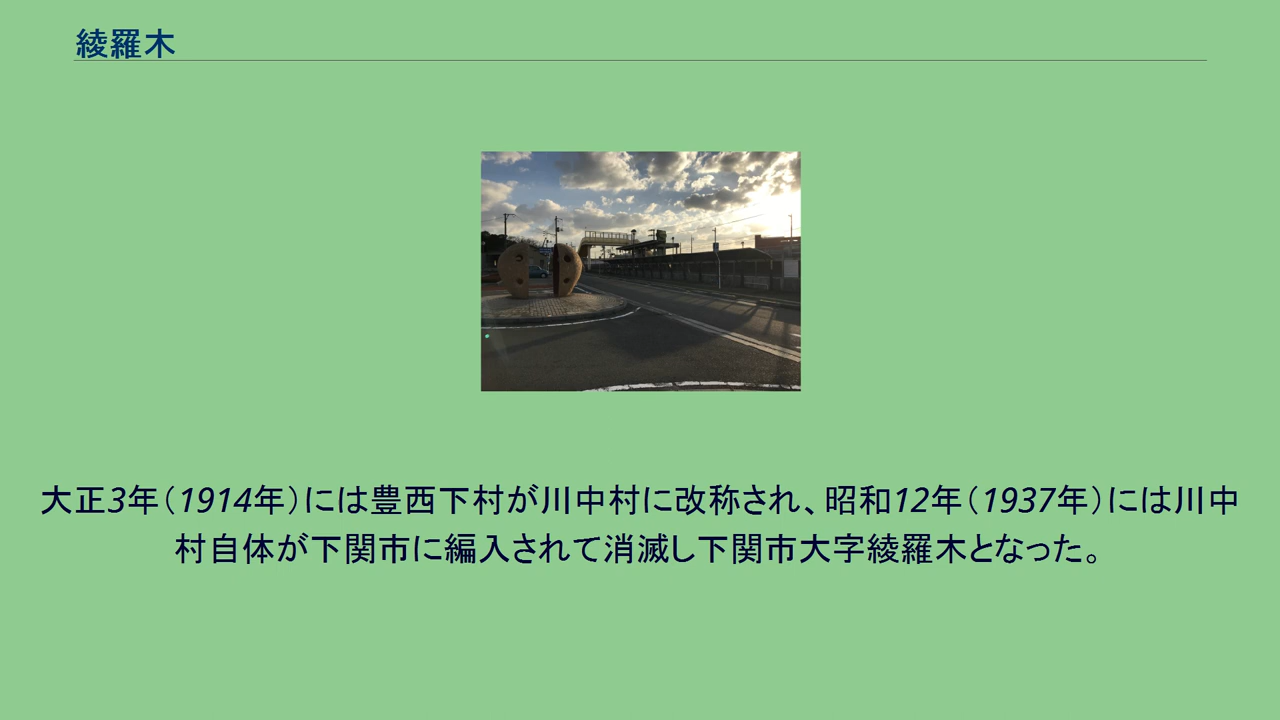 綾羅木
大正3年（1914年）には豊西下村が川中村に改称され、昭和12年（1937年）には川中
村自体が下関市に編入されて消滅し下関市大字綾羅木となった。